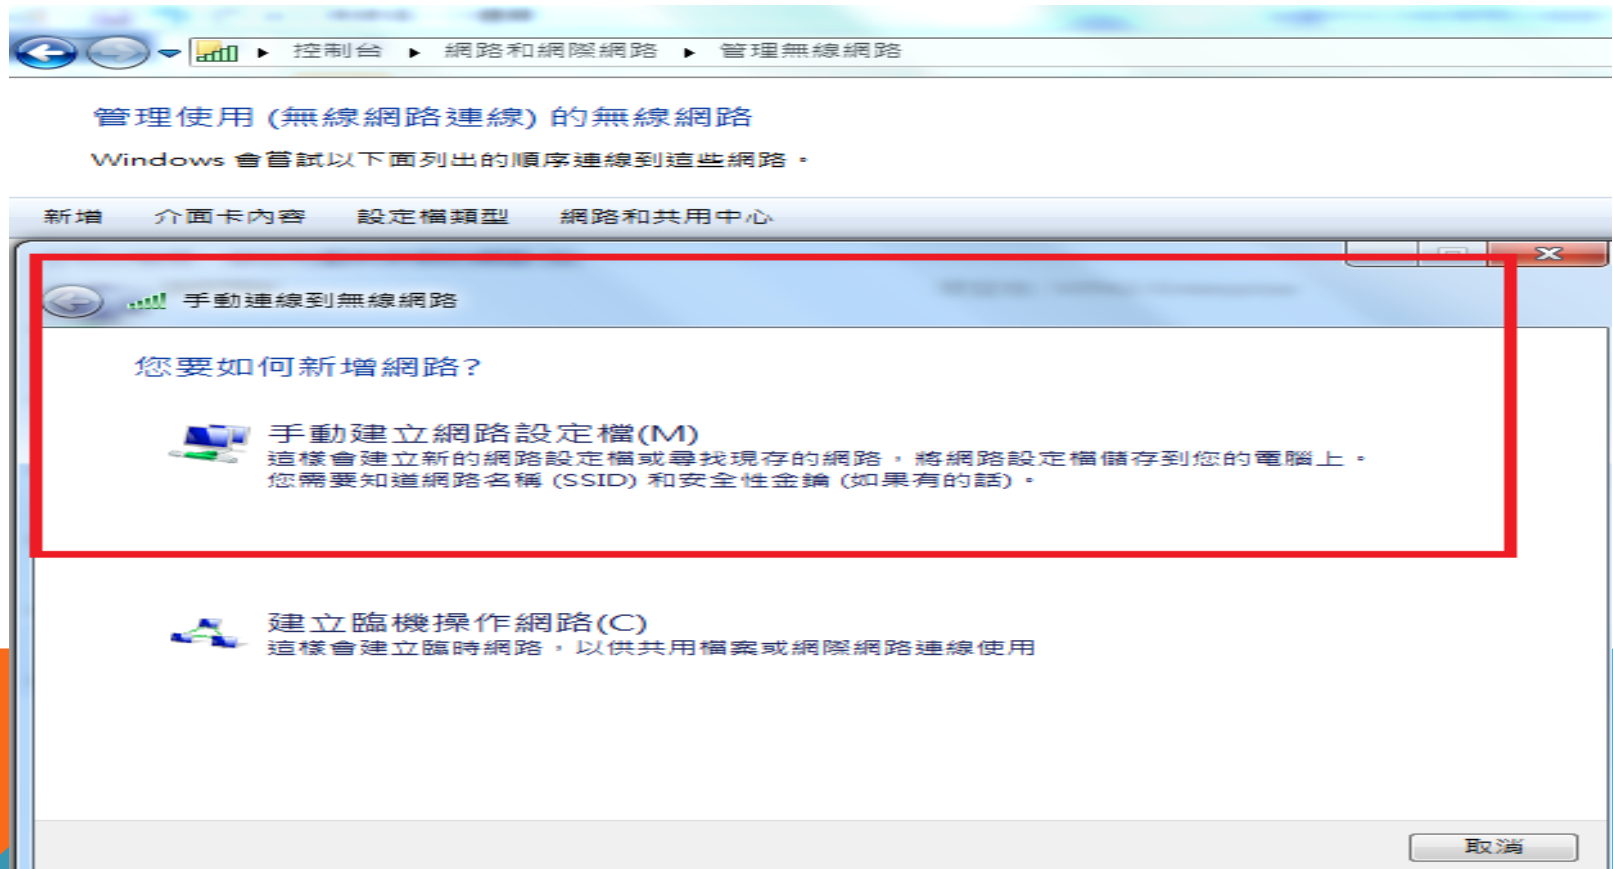 控制台 ▸ 網路和網際網路 ▸ 管理無線網路
管理使用 (無線網路連線) 的無線網路
Windows 會嘗試以下面列出的順序連線到這些網路。
新增 介面卡內容 設定檔類型 網路和共用中心
手動連線到無線網路
您要如何新增網路?
手動建立網路設定檔(M)
這樣會建立新的網路設定檔或尋找現存的網路，將網路設定檔儲存到您的電腦上。
您需要知道網路名稱 (SSID) 和安全性金鑰 (如果有的話)。
建立臨機操作網路(C)
這樣會建立臨時網路，以供共用檔案或網際網路連線使用
取消